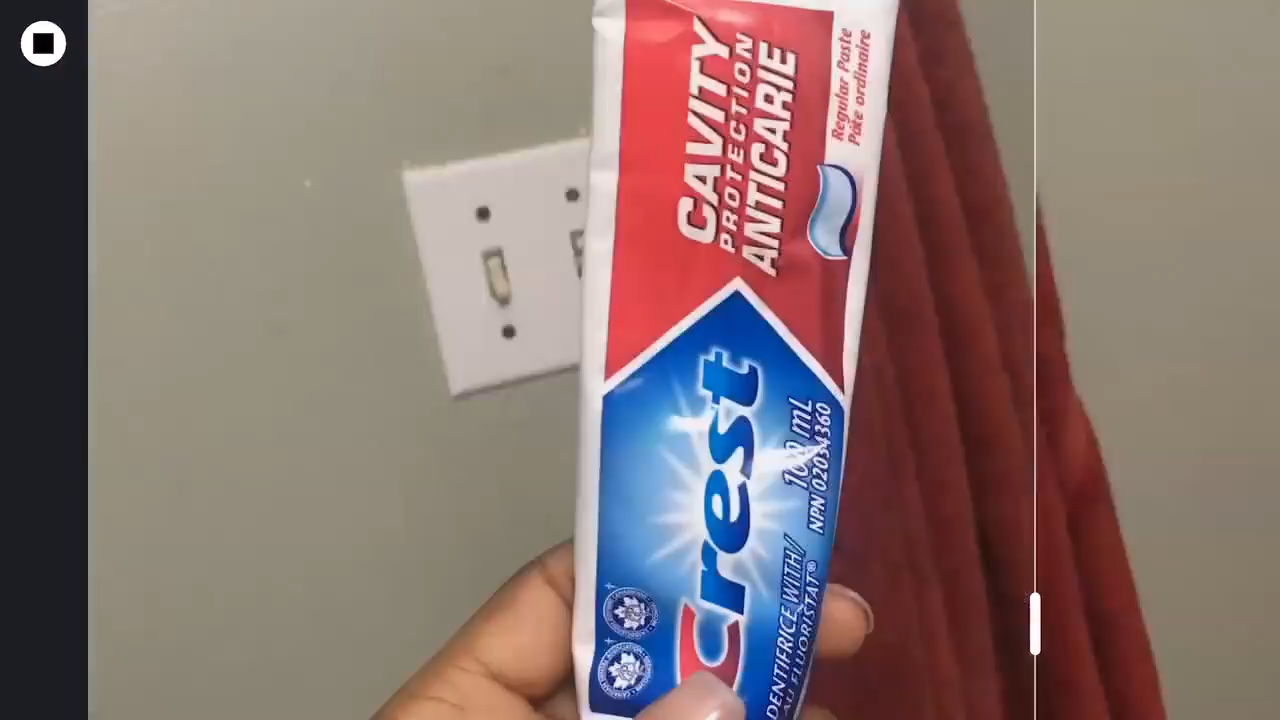 CAVITY
PROTECTION
ANTICARIE
Regular Paste
Pâte ordinaire
Crest
100 mL
NPN 02034360
DENTIFRICE WITH/
AU FLUORISTAT®